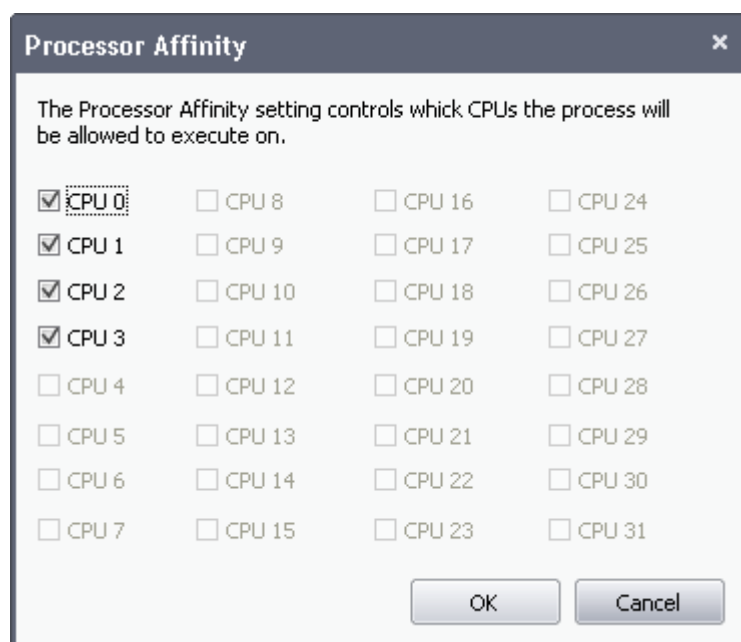 Processor Affinity
The Processor Affinity setting controls whick CPUs the process will
be allowed to execute on.
CPU 0 CPU 8 CPU 16 CPU 24
CPU 1 CPU 9 CPU 17 CPU 25
CPU 2 CPU 10 CPU 18 CPU 26
CPU 3 CPU 11 CPU 19 CPU 27
CPU 4 CPU 12 CPU 20 CPU 28
CPU 5 CPU 13 CPU 21 CPU 29
CPU 6 CPU 14 CPU 22 CPU 30
CPU 7 CPU 15 CPU 23 CPU 31
OK Cancel